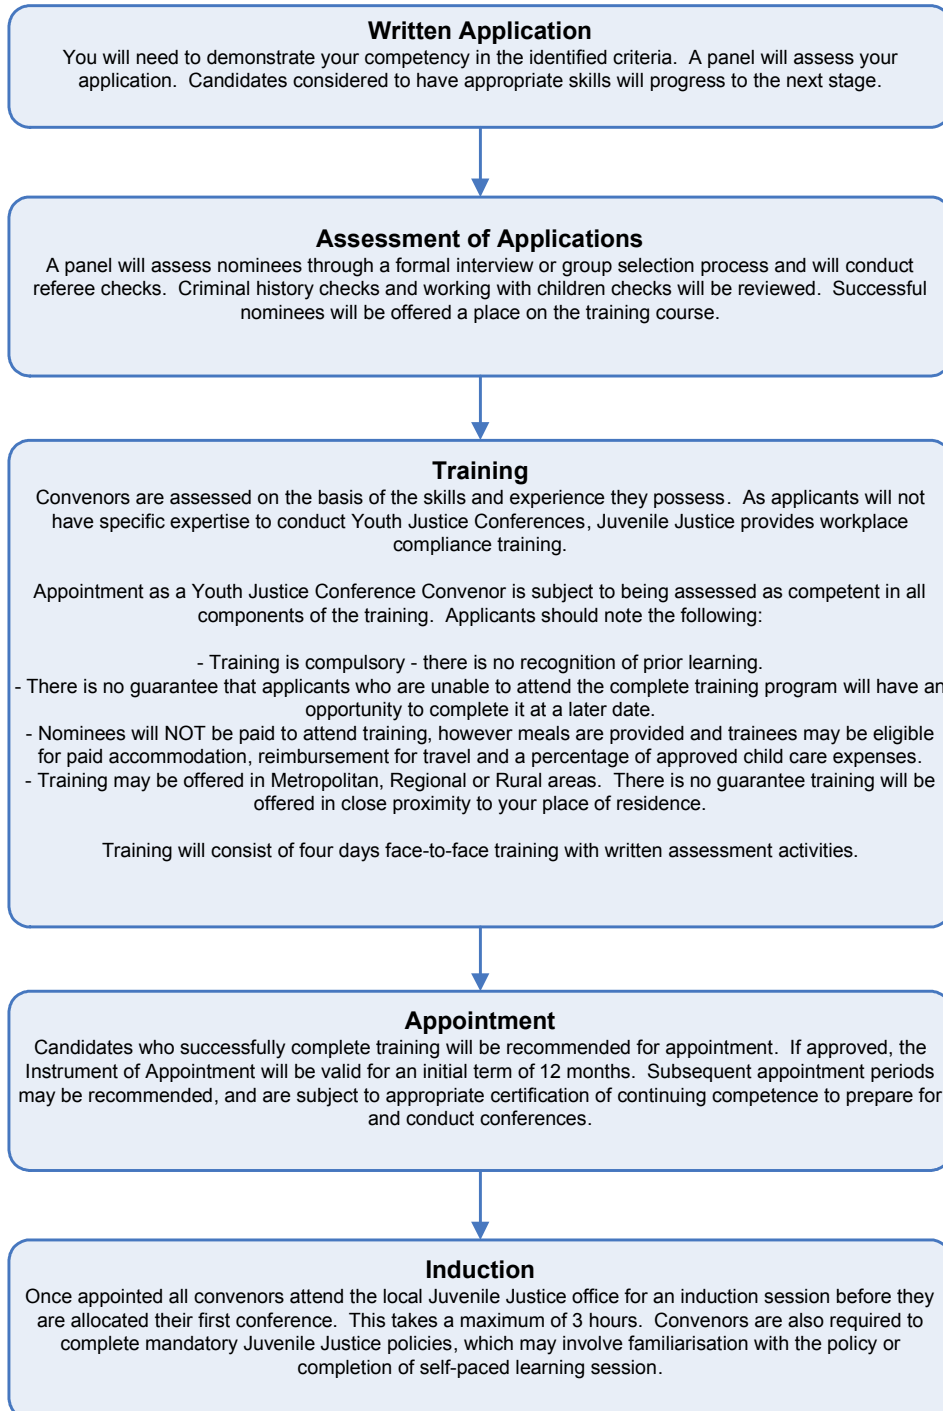 Written Application
You will need to demonstrate your competency in the identified criteria.  A panel will assess your
application.  Candidates considered to have appropriate skills will progress to the next stage.
Assessment of Applications
A panel will assess nominees through a formal interview or group selection process and will conduct
referee checks.  Criminal history checks and working with children checks will be reviewed.  Successful
nominees will be offered a place on the training course.
Training
Convenors are assessed on the basis of the skills and experience they possess.  As applicants will not
have specific expertise to conduct Youth Justice Conferences, Juvenile Justice provides workplace
compliance training.
Appointment as a Youth Justice Conference Convenor is subject to being assessed as competent in all
components of the training.  Applicants should note the following:
- Training is compulsory - there is no recognition of prior learning.
- There is no guarantee that applicants who are unable to attend the complete training program will have an
opportunity to complete it at a later date.
- Nominees will NOT be paid to attend training, however meals are provided and trainees may be eligible
for paid accommodation, reimbursement for travel and a percentage of approved child care expenses.
- Training may be offered in Metropolitan, Regional or Rural areas.  There is no guarantee training will be
offered in close proximity to your place of residence.
Training will consist of four days face-to-face training with written assessment activities.
Appointment
Candidates who successfully complete training will be recommended for appointment.  If approved, the
Instrument of Appointment will be valid for an initial term of 12 months.  Subsequent appointment periods
may be recommended, and are subject to appropriate certification of continuing competence to prepare for
and conduct conferences.
Induction
Once appointed all convenors attend the local Juvenile Justice office for an induction session before they
are allocated their first conference.  This takes a maximum of 3 hours.  Convenors are also required to
complete mandatory Juvenile Justice policies, which may involve familiarisation with the policy or
completion of self-paced learning session.